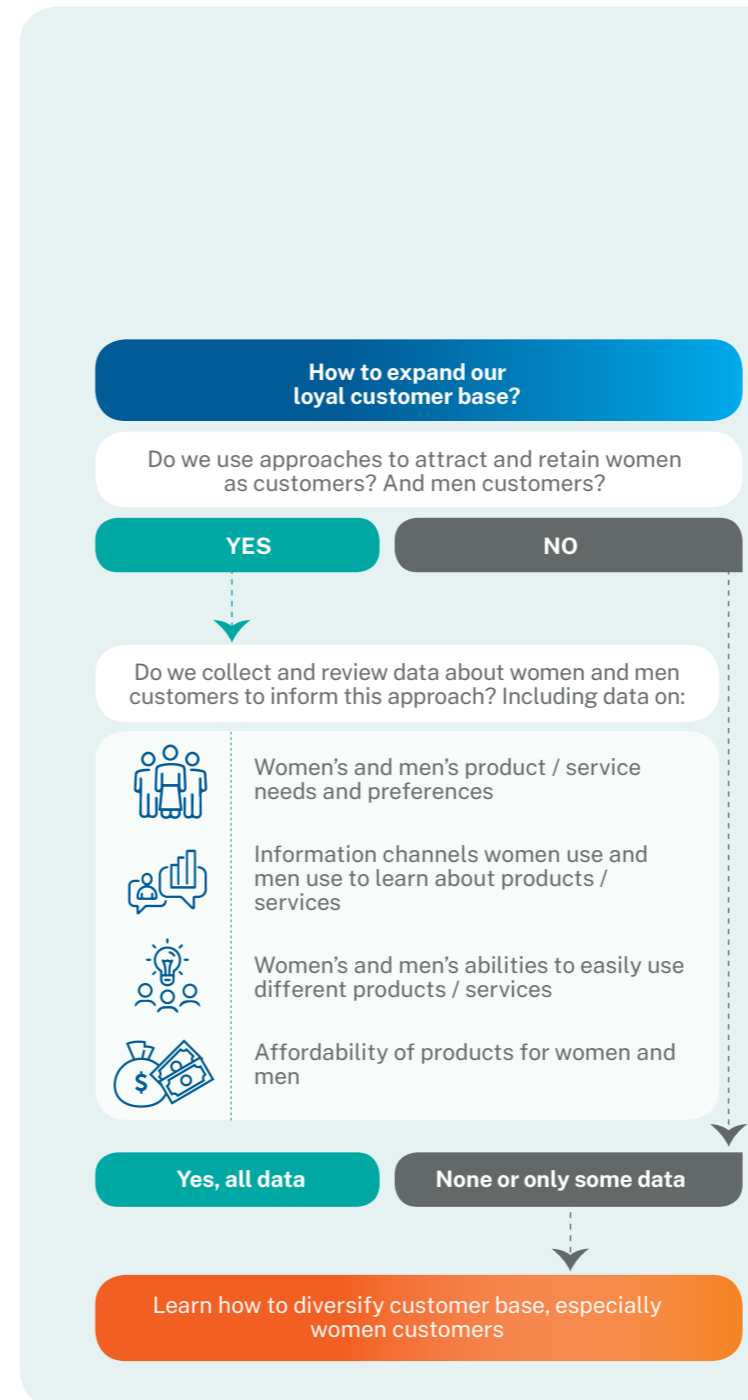 How to expand our
loyal customer base?
Do we use approaches to attract and retain women
as customers? And men customers?
YES
NO
Do we collect and review data about women and men
customers to inform this approach? Including data on:
Women’s and men’s product / service
needs and preferences
Information channels women use and
men use to learn about products /
services
Women’s and men’s abilities to easily use
different products / services
$
Affordability of products for women and
men
Yes, all data
None or only some data
Learn how to diversify customer base, especially
women customers